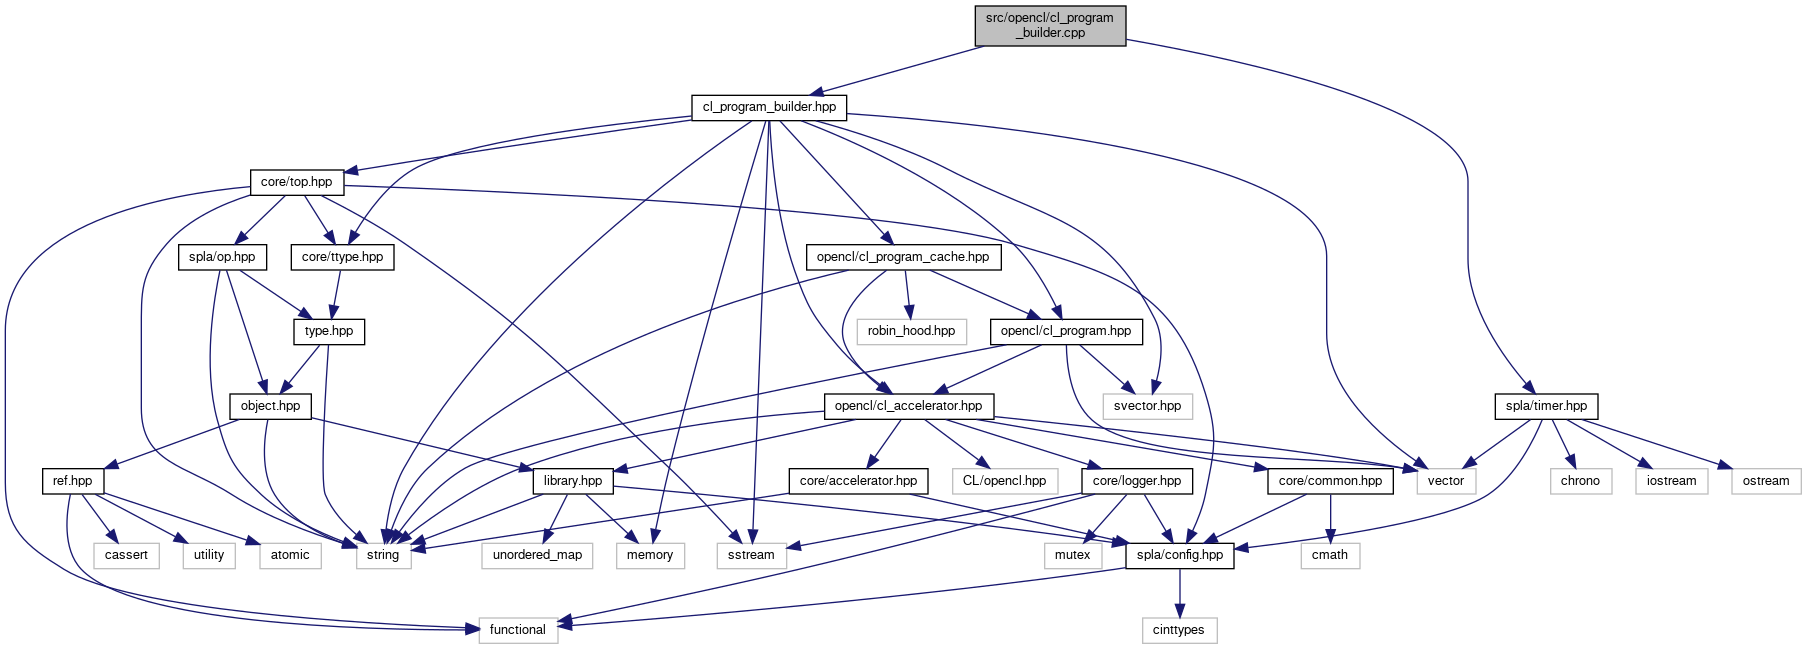 src/opencl/cl_program
_builder.cpp
cl_program_builder.hpp
core/top.hpp
spla/op.hpp
core/ttype.hpp
opencl/cl_program_cache.hpp
type.hpp
robin_hood.hpp
opencl/cl_program.hpp
object.hpp
opencl/cl_accelerator.hpp
svector.hpp
spla/timer.hpp
ref.hpp
library.hpp
core/accelerator.hpp
CL/opencl.hpp
core/logger.hpp
core/common.hpp
vector
chrono
iostream
ostream
cassert
utility
atomic
string
unordered_map
memory
sstream
mutex
spla/config.hpp
cmath
functional
cinttypes